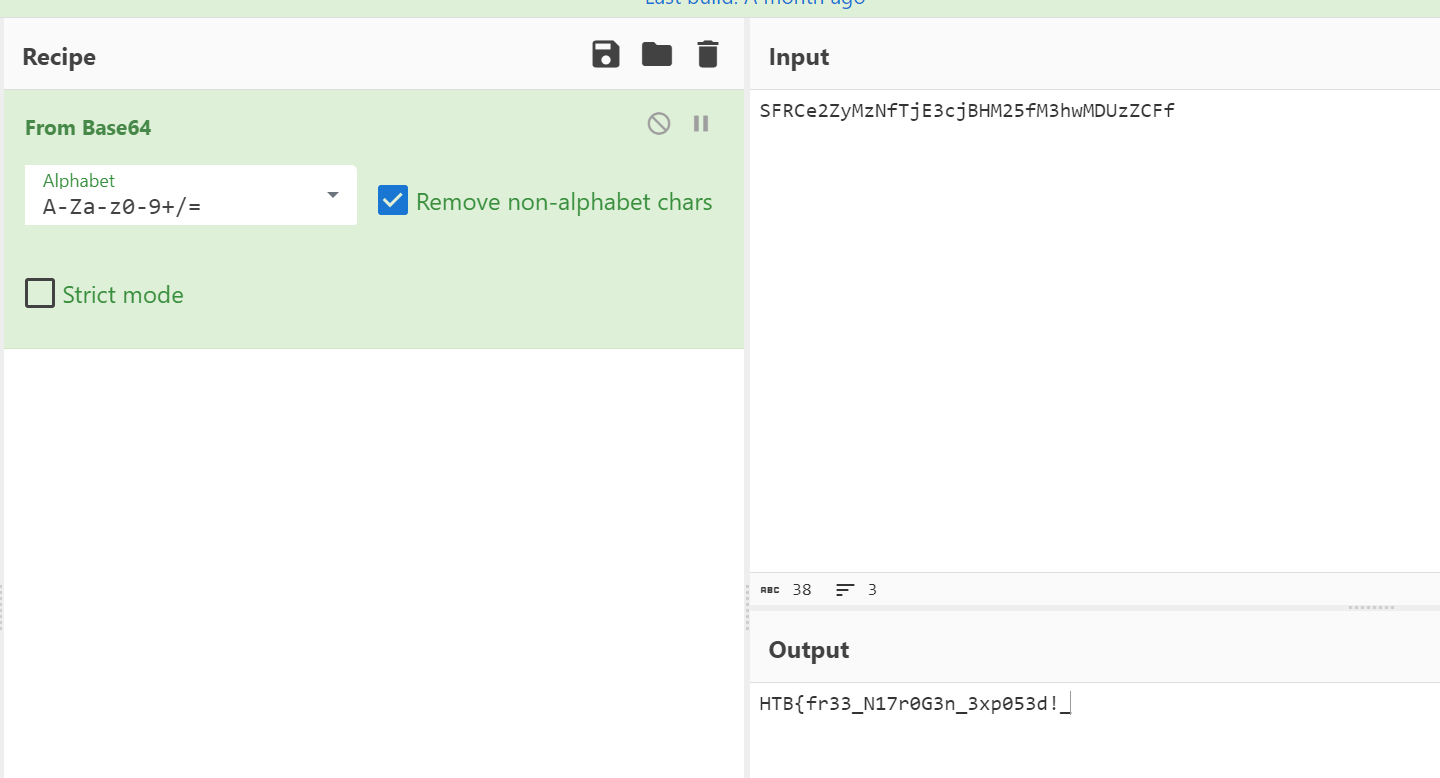 Last build: A month ago
Recipe
Input
From Base64
SFRCe2ZyMzNfTjE3cjBHM25fM3hwMDUzZCFf
Alphabet
A-Za-z0-9+/=
Remove non-alphabet chars
Strict mode
ABC 38 3
Output
HTB{fr33_N17r0G3n_3xp053d!_